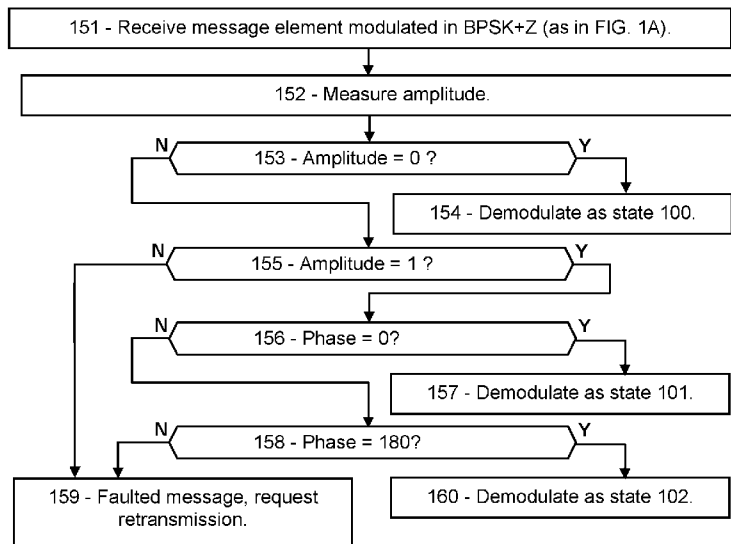 151 - Receive message element modulated in BPSK+Z (as in FIG. 1A).
152 - Measure amplitude.
N
153 - Amplitude = 0 ?
Y
154 - Demodulate as state 100.
N
155 - Amplitude = 1 ?
Y
N
156 - Phase = 0?
Y
157 - Demodulate as state 101.
N
158 - Phase = 180?
Y
159 - Faulted message, request
retransmission.
160 - Demodulate as state 102.